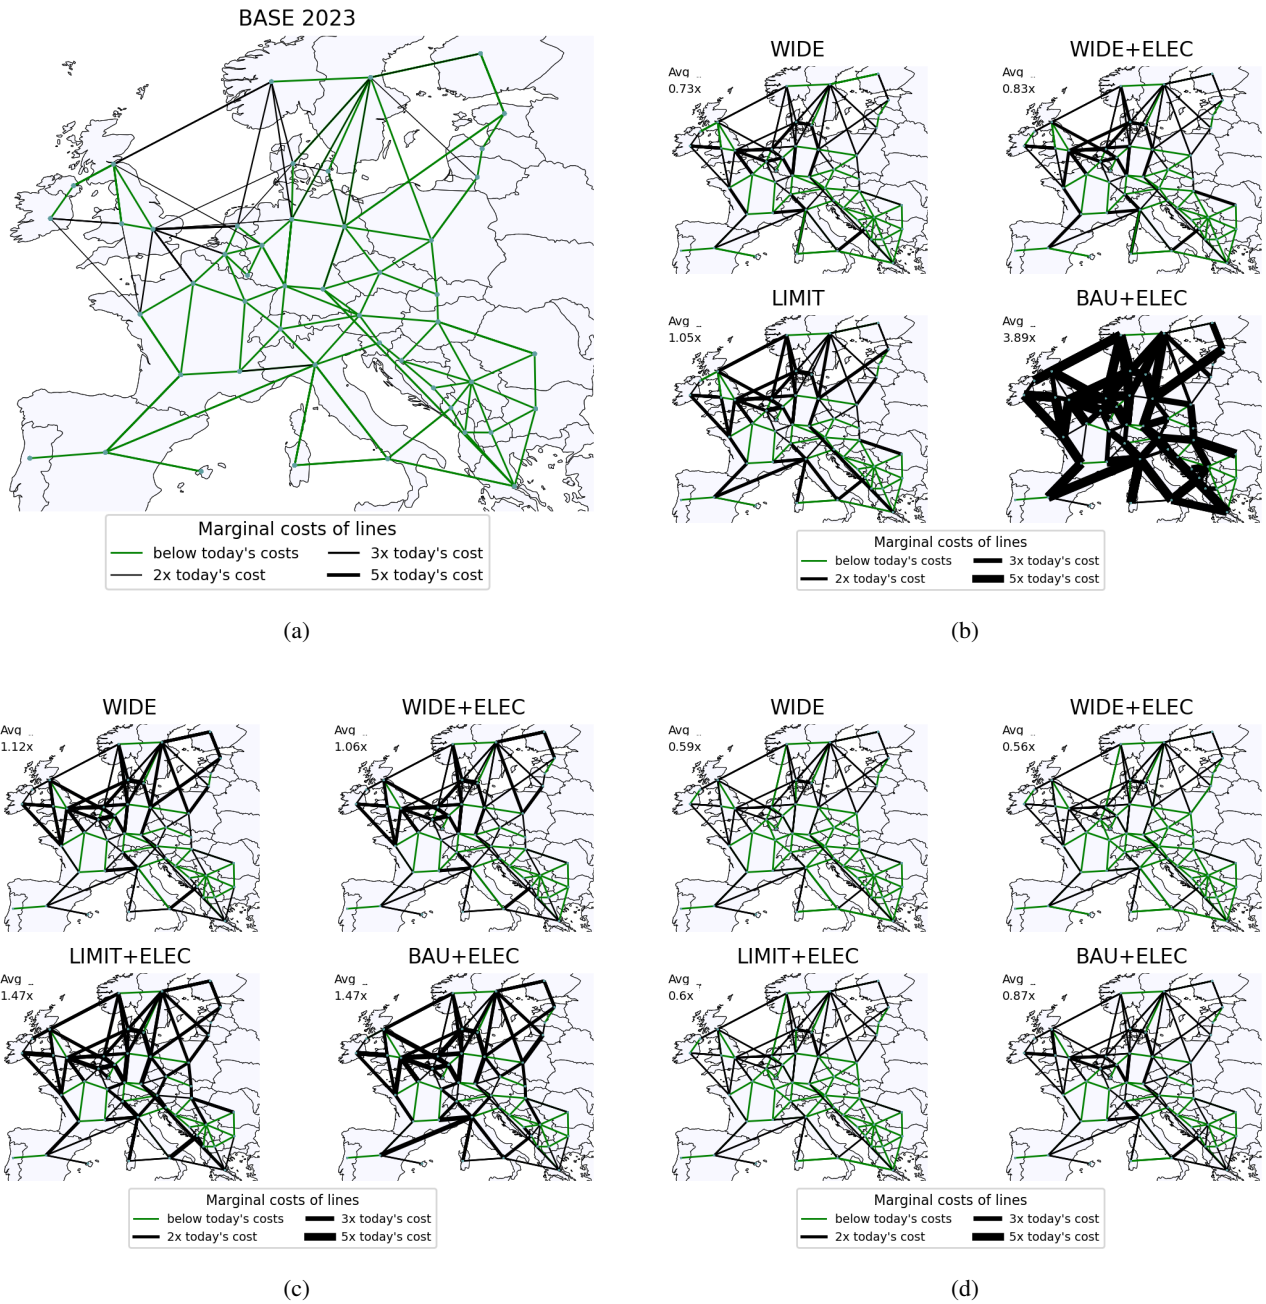 BASE 2023
Marginal costs of lines
below today's costs
3x today's cost
2x today's cost
5x today's cost
(a)
WIDE
WIDE+ELEC
Avg
0.73x
Avg
0.83x
LIMIT
BAU+ELEC
Avg
1.05x
Avg
3.89x
Marginal costs of lines
below today's costs
3x today's cost
2x today's cost
5x today's cost
(b)
WIDE
WIDE+ELEC
Avg
1.12x
Avg
1.06x
LIMIT+ELEC
BAU+ELEC
Avg
1.47x
Avg
1.47x
Marginal costs of lines
below today's costs
3x today's cost
2x today's cost
5x today's cost
(c)
WIDE
WIDE+ELEC
Avg
0.59x
Avg
0.56x
LIMIT+ELEC
BAU+ELEC
Avg
0.6x
Avg
0.87x
Marginal costs of lines
below today's costs
3x today's cost
2x today's cost
5x today's cost
(d)